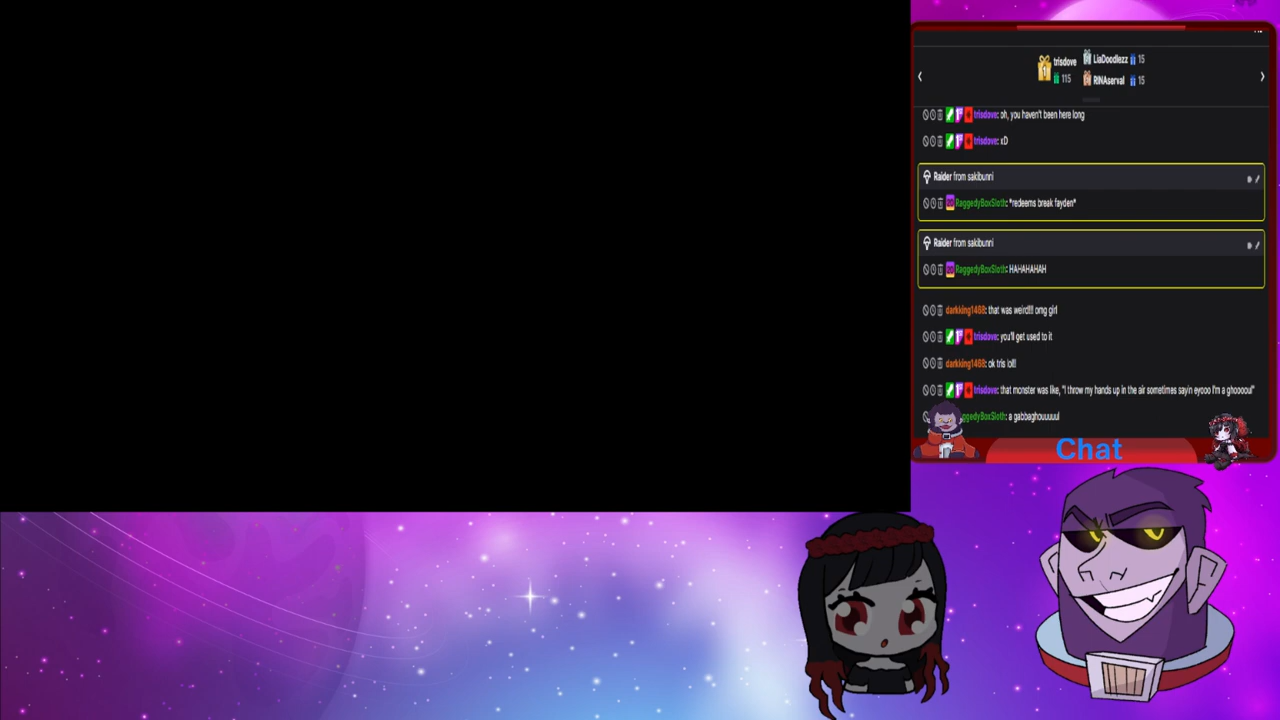 trisdove
115
LiaDoodlezz 15
RINAserval 15
trisdove: oh, you haven't been here long
trisdove: xD
Raider from sakibunni
RaggedyBoxSloth: *redeems break fayden*
Raider from sakibunni
RaggedyBoxSloth: HAHAHAHAH
darkking1468: that was weird!!! omg girl
trisdove: you'll get used to it
darkking1468: ok tris lol!!
trisdove: that monster was like, "I throw my hands up in the air sometimes sayin eyooo I'm a ghooooul"
gedyBoxSloth: a gabbaghouuuuul
Chat